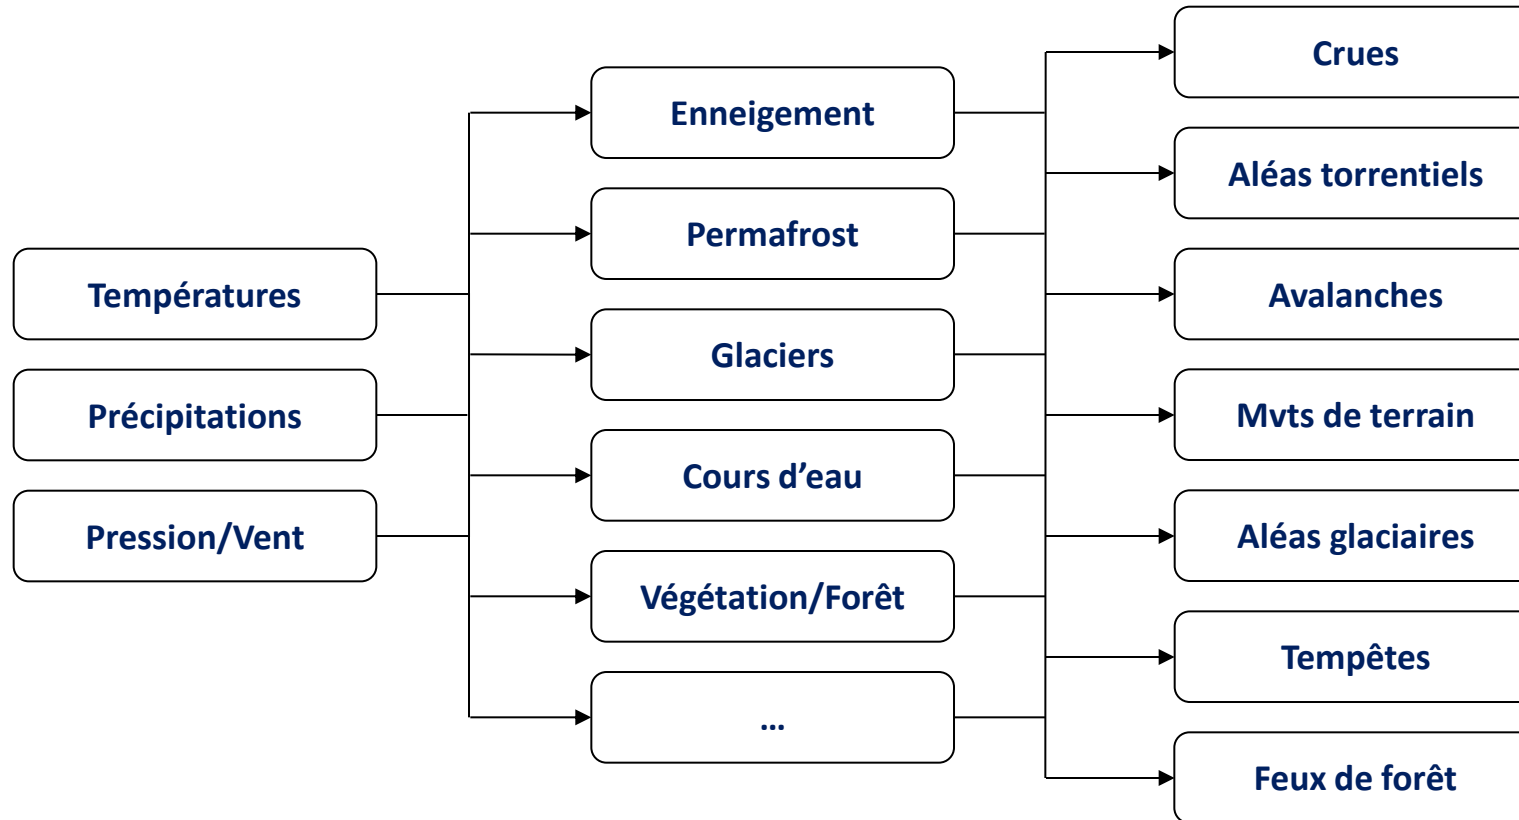 Températures
Précipitations
Pression/Vent
Enneigement
Permafrost
Glaciers
Cours d’eau
Végétation/Forêt
...
Crues
Aléas torrentiels
Avalanches
Mvts de terrain
Aléas glaciaires
Tempêtes
Feux de forêt